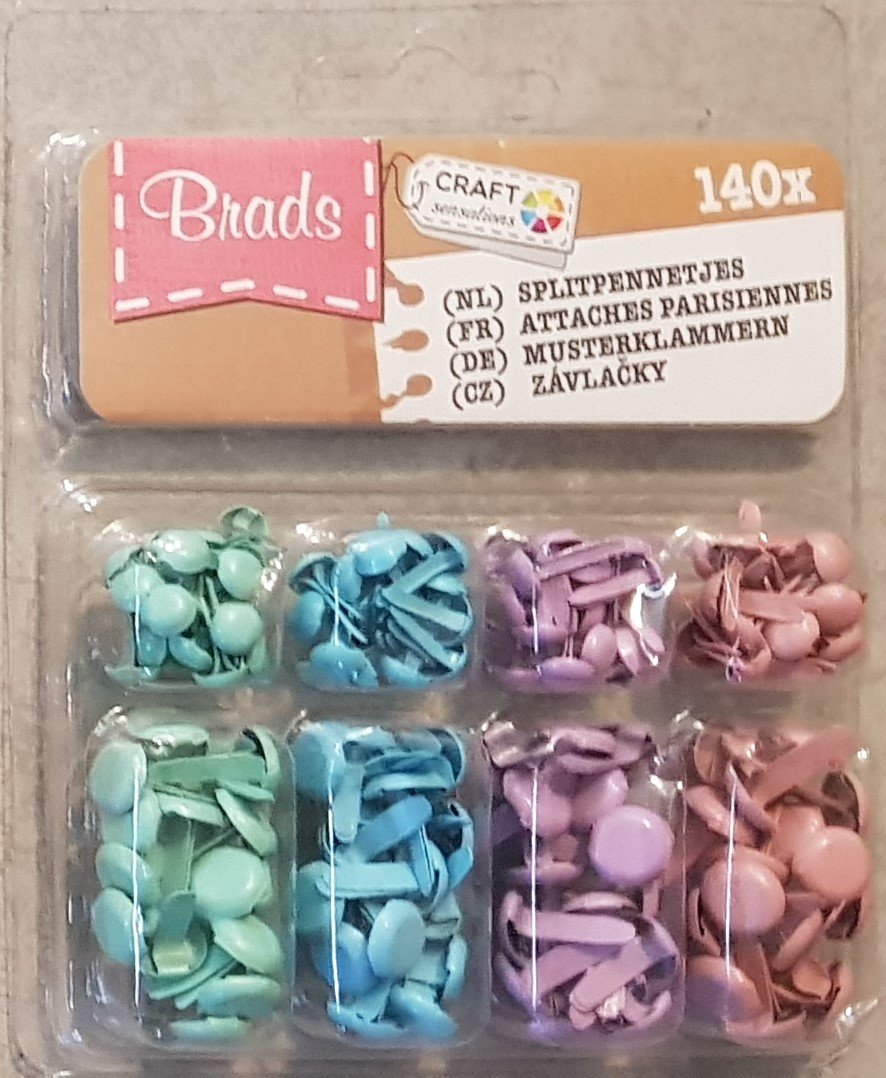 Brads
CRAFT
sensations
140x
(NL) SPLITPENNETJES
(FR) ATTACHES PARISIENNES
(DE) MUSTERKLAMMERN
(CZ) ZÁVLAČKY